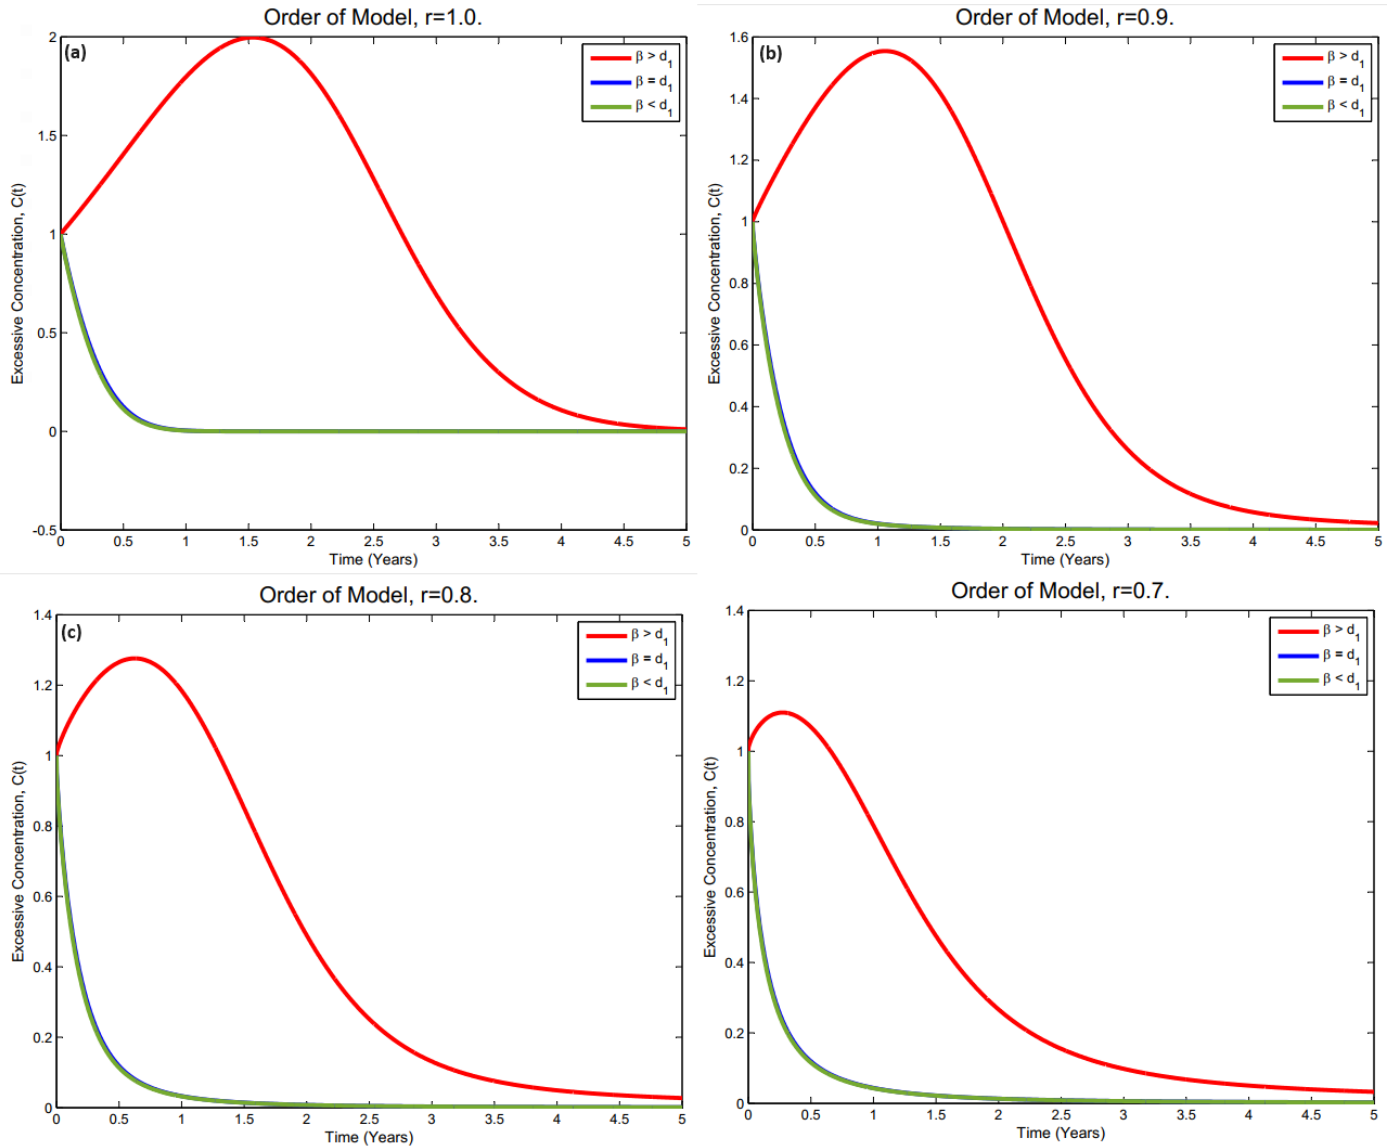 Order of Model, r=1.0.
(a)
β > d1
β = d1
β < d1
2
1.5
1
0.5
0
-0.5
Excessive Concentration, C(t)
0 0.5 1 1.5 2 2.5 3 3.5 4 4.5 5
Time (Years)
Order of Model, r=0.9.
(b)
β > d1
β = d1
β < d1
1.6
1.4
1.2
1
0.8
0.6
0.4
0.2
0
Excessive Concentration, C(t)
0 0.5 1 1.5 2 2.5 3 3.5 4 4.5 5
Time (Years)
Order of Model, r=0.8.
(c)
β > d1
β = d1
β < d1
1.4
1.2
1
0.8
0.6
0.4
0.2
0
Excessive Concentration, C(t)
0 0.5 1 1.5 2 2.5 3 3.5 4 4.5 5
Time (Years)
Order of Model, r=0.7.
β > d1
β = d1
β < d1
1.4
1.2
1
0.8
0.6
0.4
0.2
0
Excessive Concentration, C(t)
0 0.5 1 1.5 2 2.5 3 3.5 4 4.5 5
Time (Years)